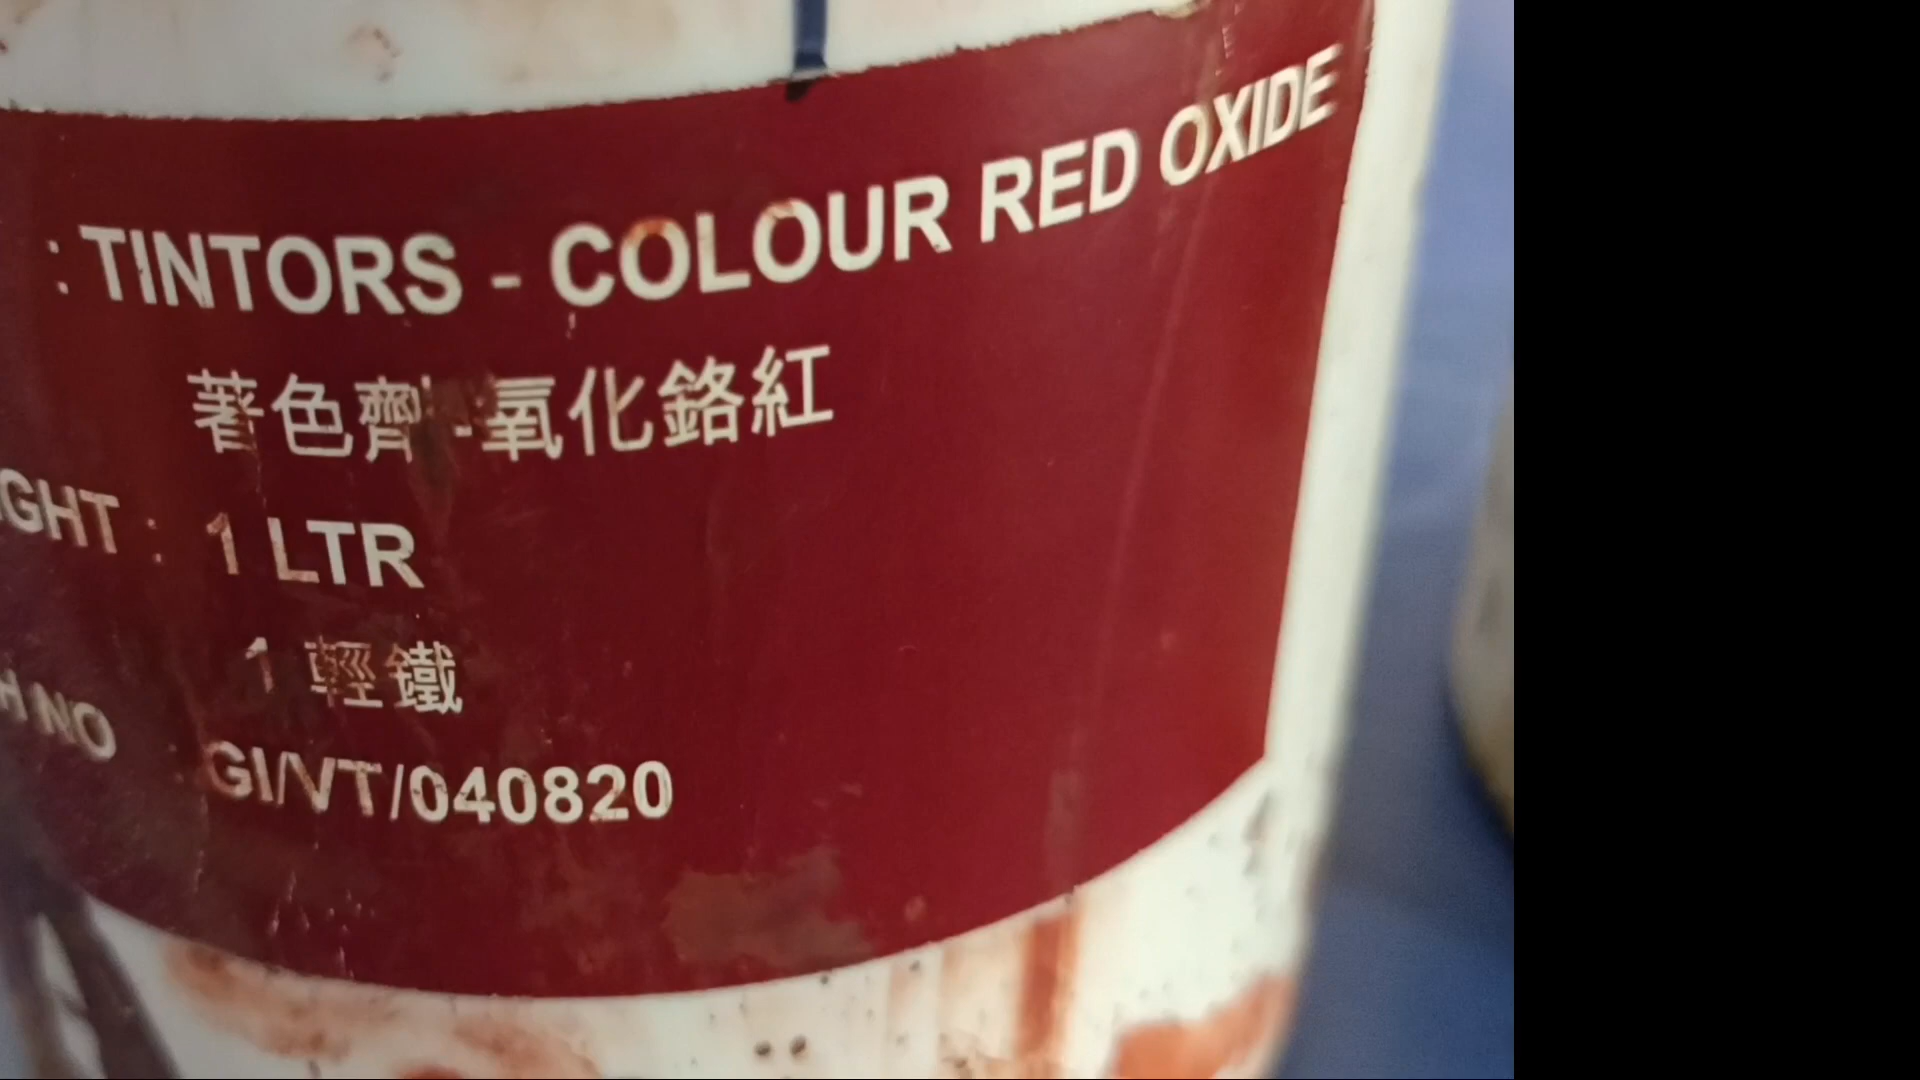 : TINTORS - COLOUR RED OXIDE
著色劑 - 氧化鉻紅
: 1 LTR
1 輕鐵
GI/VT/040820
NO